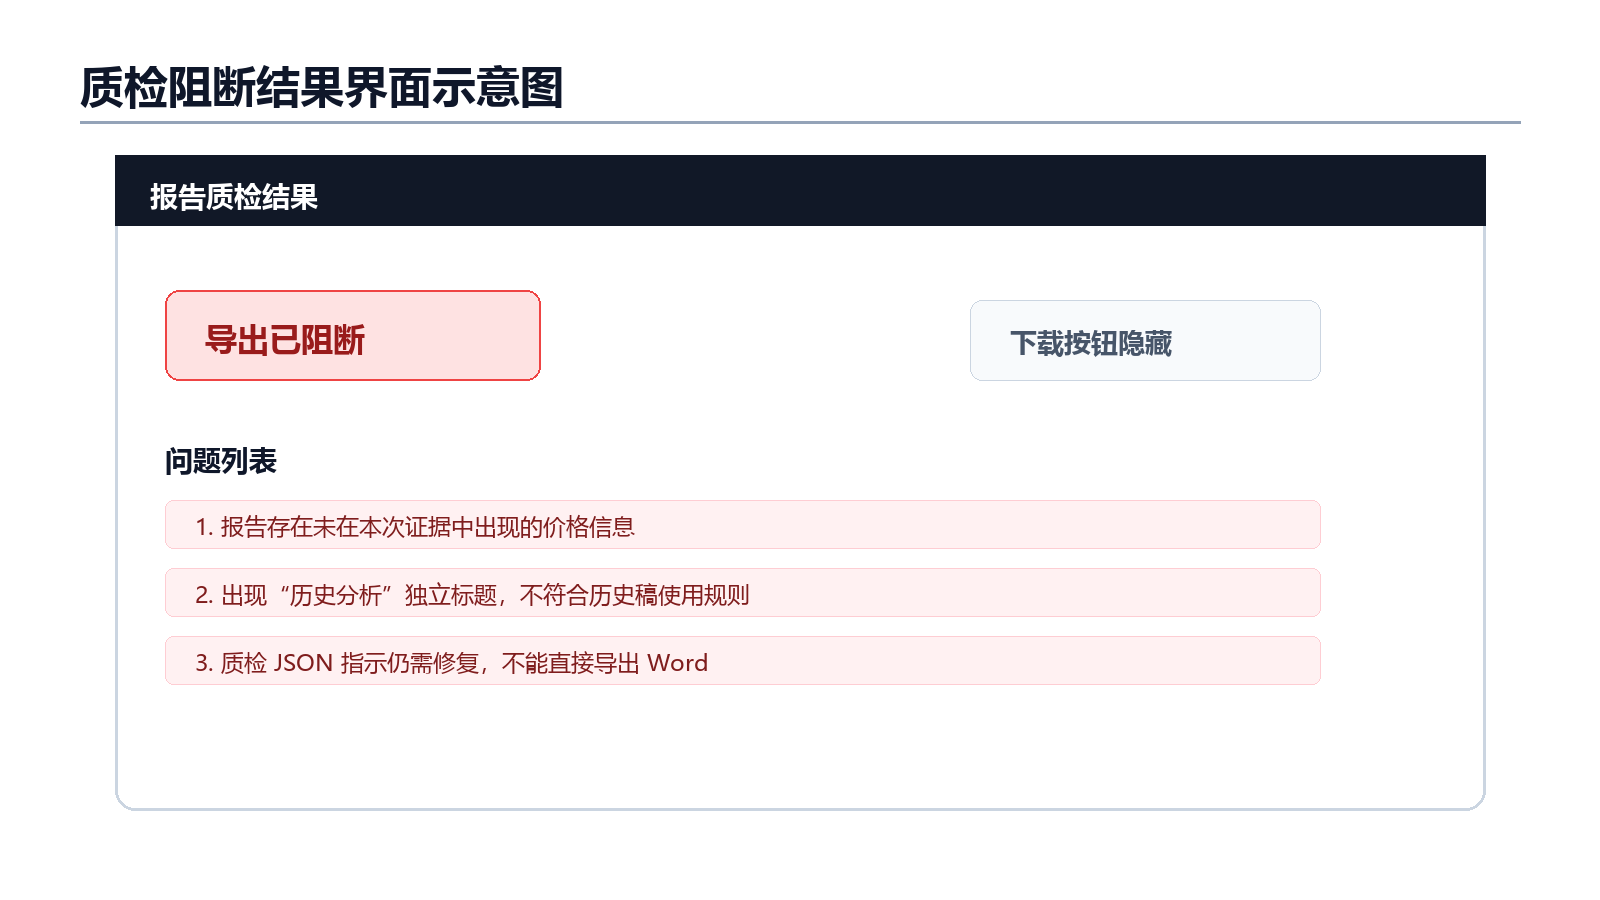 质检阻断结果界面示意图
报告质检结果
导出已阻断
下载按钮隐藏
问题列表
1. 报告存在未在本次证据中出现的价格信息
2. 出现“历史分析”独立标题，不符合历史稿使用规则
3. 质检 JSON 指示仍需修复，不能直接导出 Word